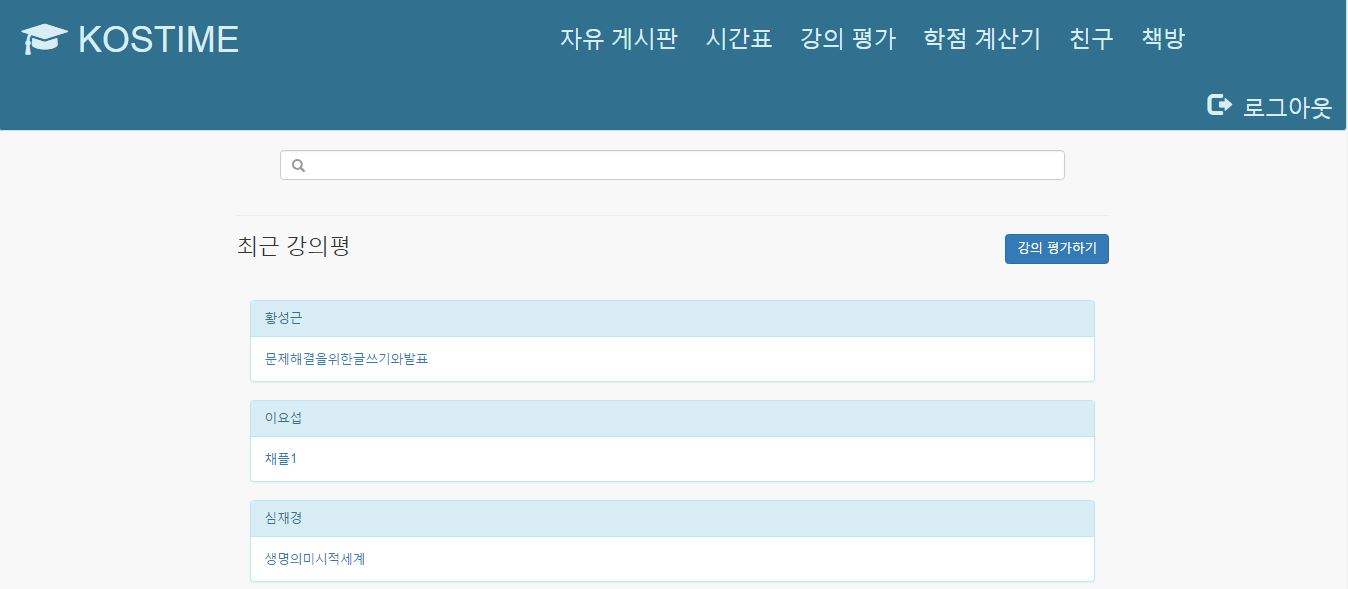 KOSTIME
자유 게시판 시간표 강의 평가 학점 계산기 친구 책방
로그아웃
최근 강의평
강의 평가하기
황성근
문제해결을위한글쓰기와발표
이요섭
채플1
심재경
생명의미시적세계